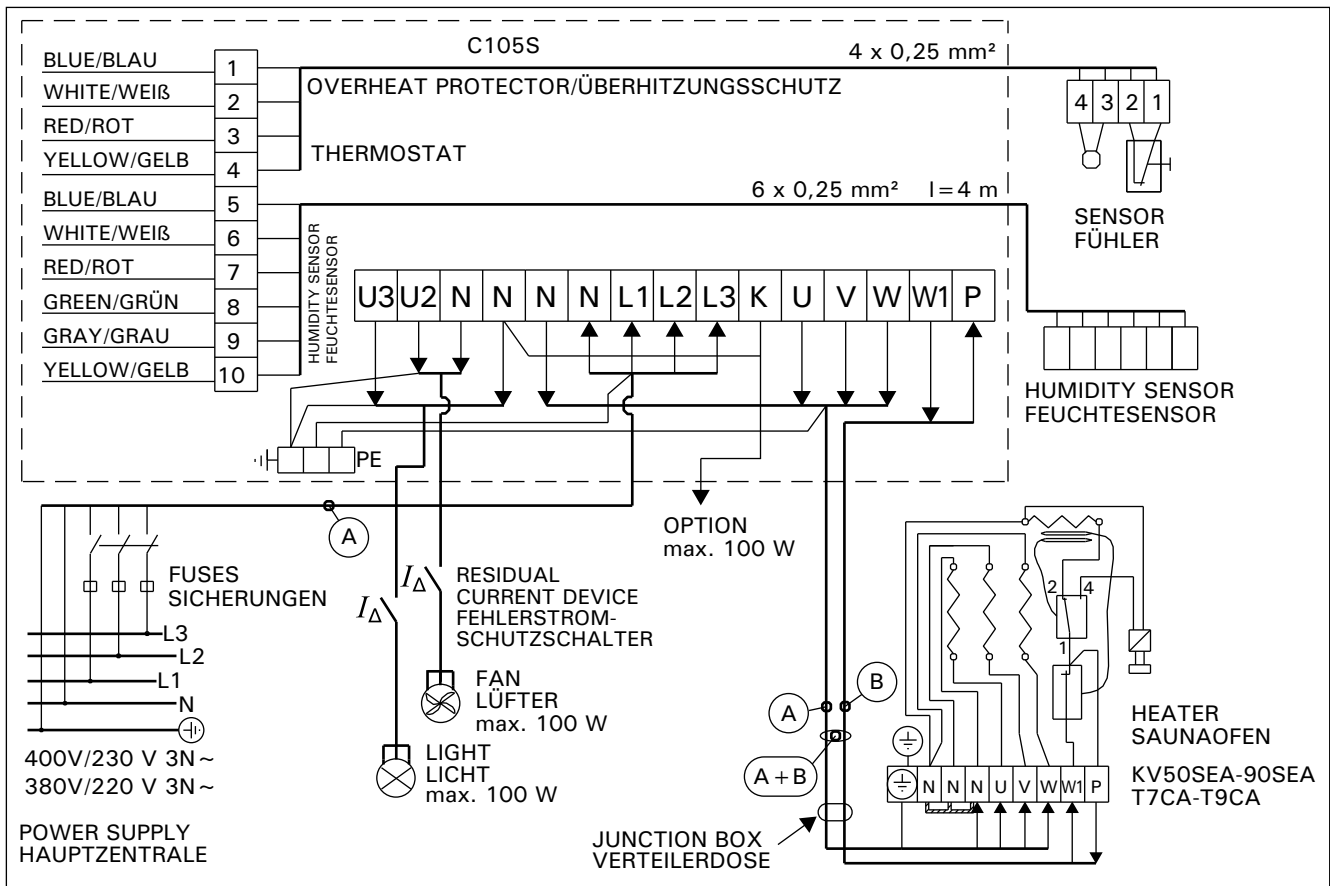 C105S
4 x 0,25 mm²
BLUE/BLAU 1
WHITE/WEIß 2
RED/ROT 3
YELLOW/GELB 4
BLUE/BLAU 5
WHITE/WEIß 6
RED/ROT 7
GREEN/GRÜN 8
GRAY/GRAU 9
YELLOW/GELB 10
OVERHEAT PROTECTOR/ÜBERHITZUNGSSCHUTZ
THERMOSTAT
4 3 2 1
SENSOR
FÜHLER
6 x 0,25 mm² l=4 m
HUMIDITY SENSOR
FEUCHTESENSOR
U3 U2 N N N N L1 L2 L3 K U V W W1 P
HUMIDITY SENSOR
FEUCHTESENSOR
PE
A
OPTION
max. 100 W
FUSES
SICHERUNGEN
L3
L2
L1
N
400V/230 V 3N~
380V/220 V 3N~
POWER SUPPLY
HAUPTZENTRALE
I∆
I∆
RESIDUAL
CURRENT DEVICE
FEHLERSTROM-
SCHUTZSCHALTER
FAN
LÜFTER
max. 100 W
LIGHT
LICHT
max. 100 W
A
B
A+B
JUNCTION BOX
VERTEILERDOSE
2 4
1
N N N U V W W1 P
HEATER
SAUNAOFEN
KV50SEA-90SEA
T7CA-T9CA